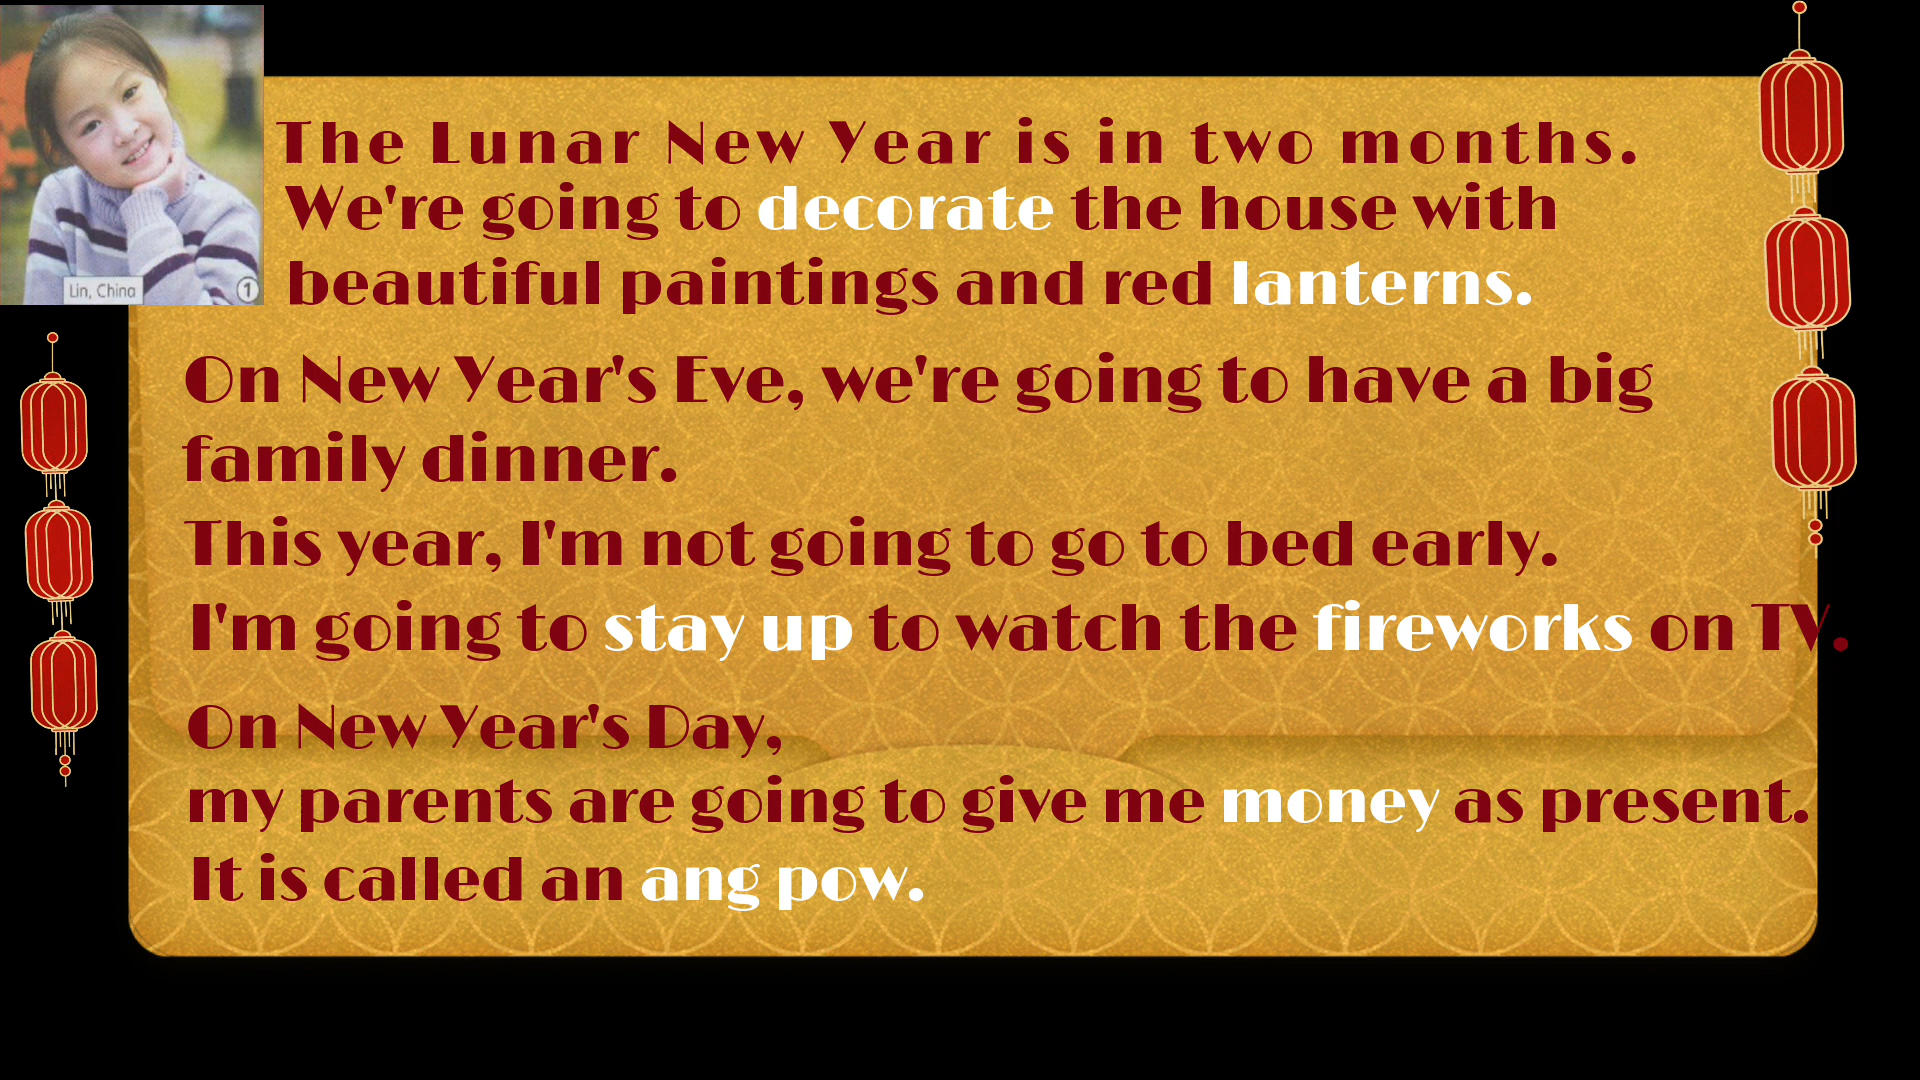 Lin, China
1
The Lunar New Year is in two months.
We're going to decorate the house with
beautiful paintings and red lanterns.
On New Year's Eve, we're going to have a big
family dinner.
This year, I'm not going to go to bed early.
I'm going to stay up to watch the fireworks on TV.
On New Year's Day,
my parents are going to give me money as present.
It is called an ang pow.